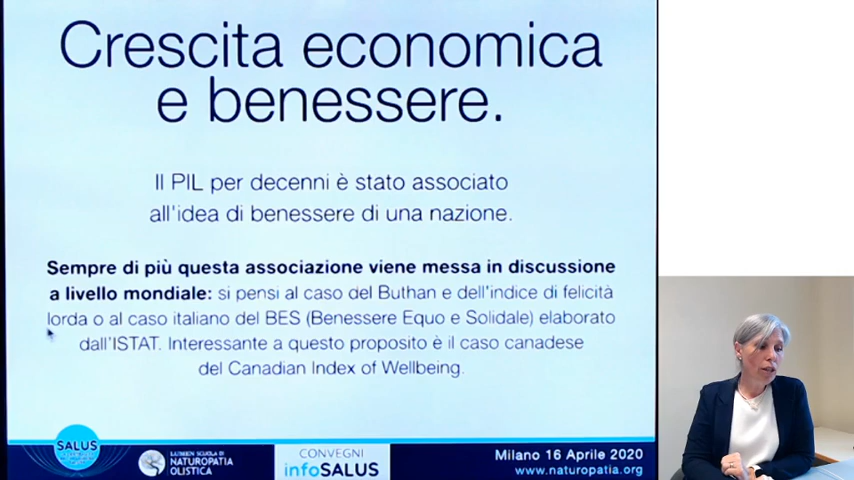 Crescita economica
e benessere.
Il PIL per decenni è stato associato
all'idea di benessere di una nazione.
Sempre di più questa associazione viene messa in discussione
a livello mondiale: si pensi al caso del Buthan e dell'indice di felicità
lorda o al caso italiano del BES (Benessere Equo e Solidale) elaborato
dall'ISTAT. Interessante a questo proposito è il caso canadese
del Canadian Index of Wellbeing.
SALUS
SCUOLA DI
NATUROPATIA
OLISTICA
CONVEGNI
infoSALUS
Milano 16 Aprile 2020
www.naturopatia.org